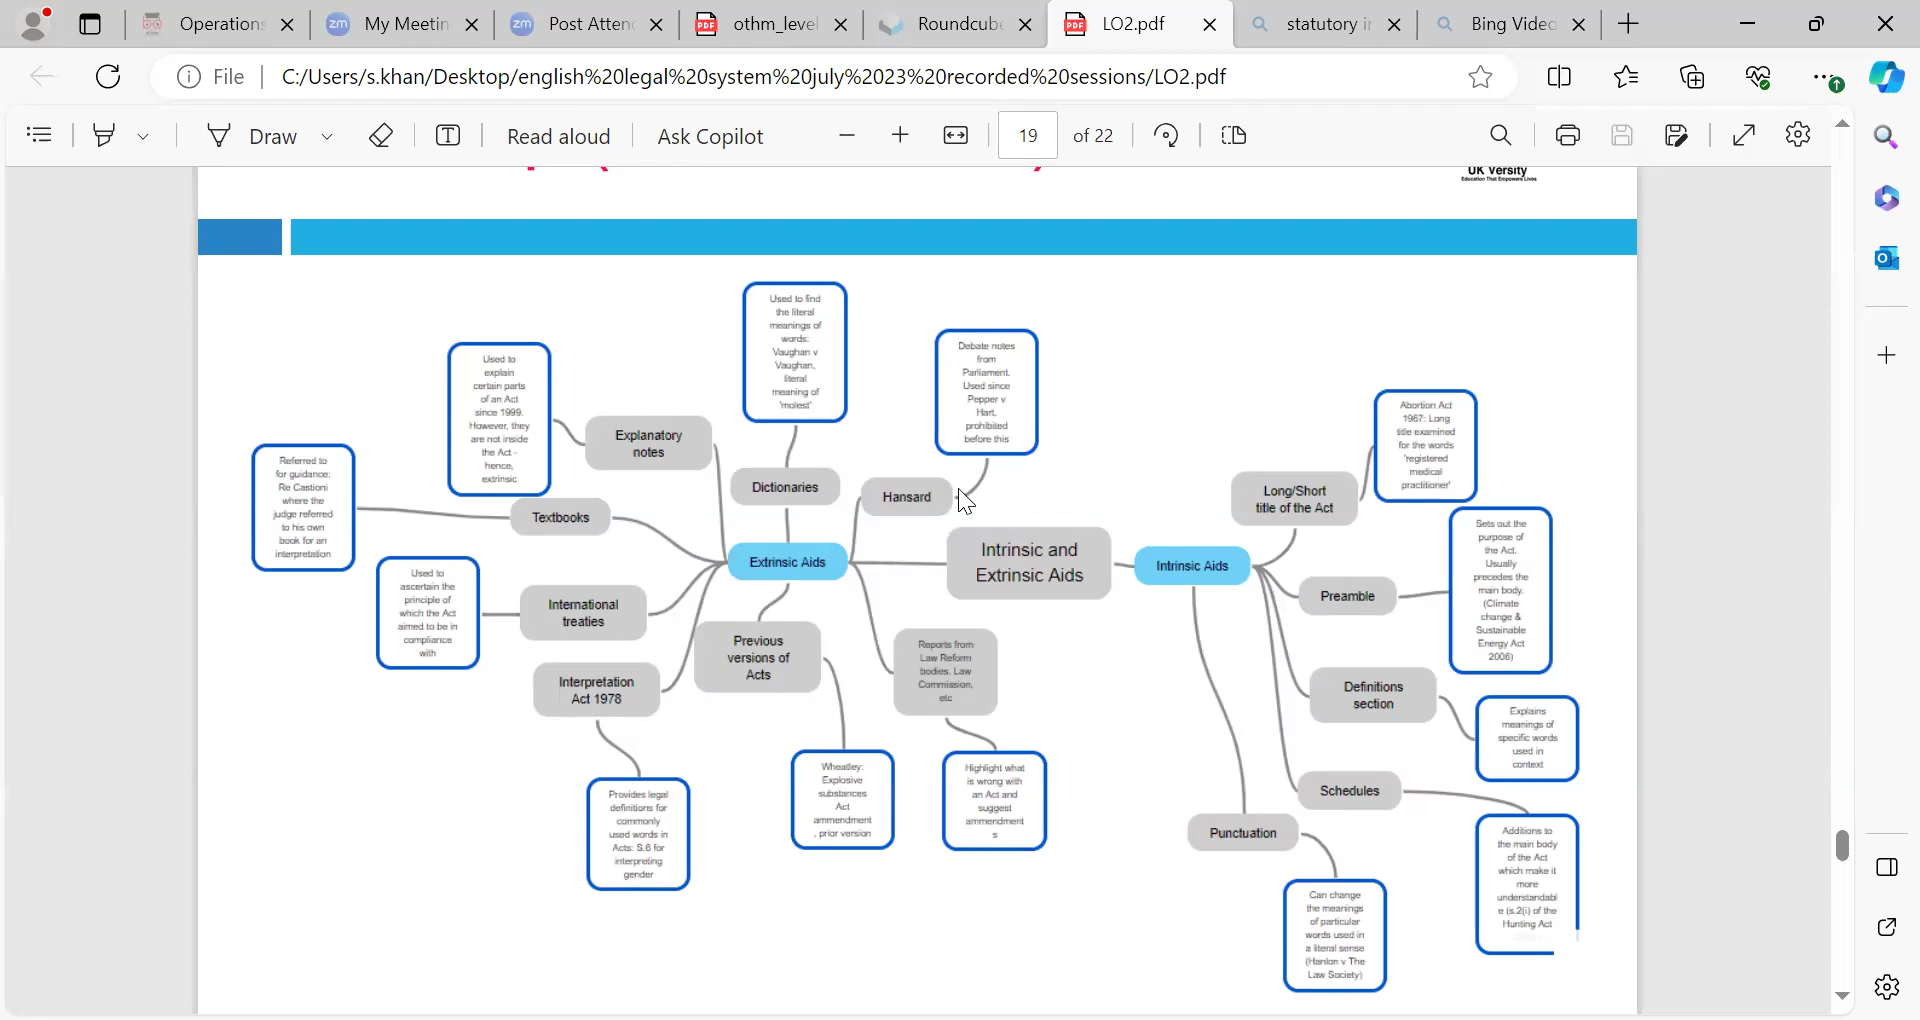 Operations
My Meetin
Post Atten
othm_level
Roundcube
LO2.pdf
statutory in
Bing Video
File
C:/Users/s.khan/Desktop/english%20legal%20system%20july%202023%20recorded%20sessions/LO2.pdf
Draw
Read aloud
Ask Copilot
19
of 22
UK Versity
Education That Empowers Lives
Used to find
the literal
meanings of
words:
Vaughan v
Vaughan,
literal
meaning of
'molest'
Debate notes
from
Parliament.
Used since
Pepper v
Hart,
prohibited
before this
Used to
explain
certain parts
of an Act
since 1999.
However, they
are not inside
the Act -
hence,
extrinsic
Explanatory
notes
Dictionaries
Hansard
Referred to
for guidance:
Re Castioni
where the
judge referred
to his own
book for an
interpretation
Textbooks
Extrinsic Aids
Intrinsic and
Extrinsic Aids
Intrinsic Aids
Long/Short
title of the Act
Abortion Act
1967: Long
title examined
for the words
'registered
medical
practitioner'
Used to
ascertain the
principle of
which the Act
aimed to be in
compliance
with
International
treaties
Preamble
Sets out the
purpose of
the Act.
Usually
precedes the
main body.
(Climate
change &
Sustainable
Energy Act
2006)
Interpretation
Act 1978
Previous
versions of
Acts
Reports from
Law Reform
bodies, Law
Commission,
etc
Definitions
section
Explains
meanings of
specific words
used in
context
Provides legal
definitions for
commonly
used words in
Acts: S.6 for
interpreting
gender
Wheatley:
Explosive
substances
Act
ammendment
, prior version
Highlight what
is wrong with
an Act and
suggest
ammendment
s
Schedules
Punctuation
Additions to
the main body
of the Act
which make it
more
understandabl
e (s.2(i) of the
Hunting Act
Can change
the meanings
of particular
words used in
a literal sense
(Hanlon v The
Law Society)